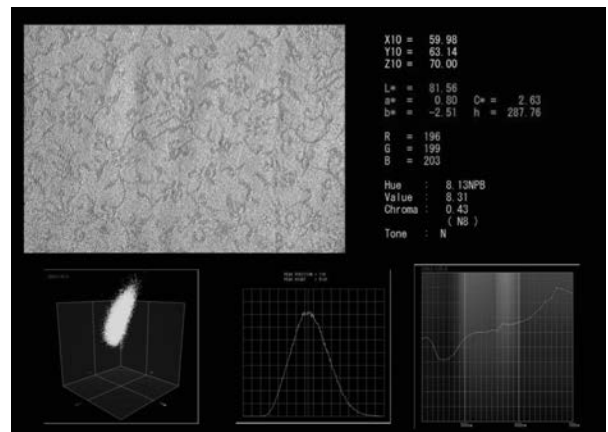 X10 = 59.98
Y10 = 63.14
Z10 = 70.00
L* = 81.56
a* = 0.80 C* = 2.63
b* = -2.51 h = 287.76
R = 196
G = 199
B = 203
Hue : 8.13NPB
Value : 8.31
Chroma : 0.43
( N8 )
Tone : N